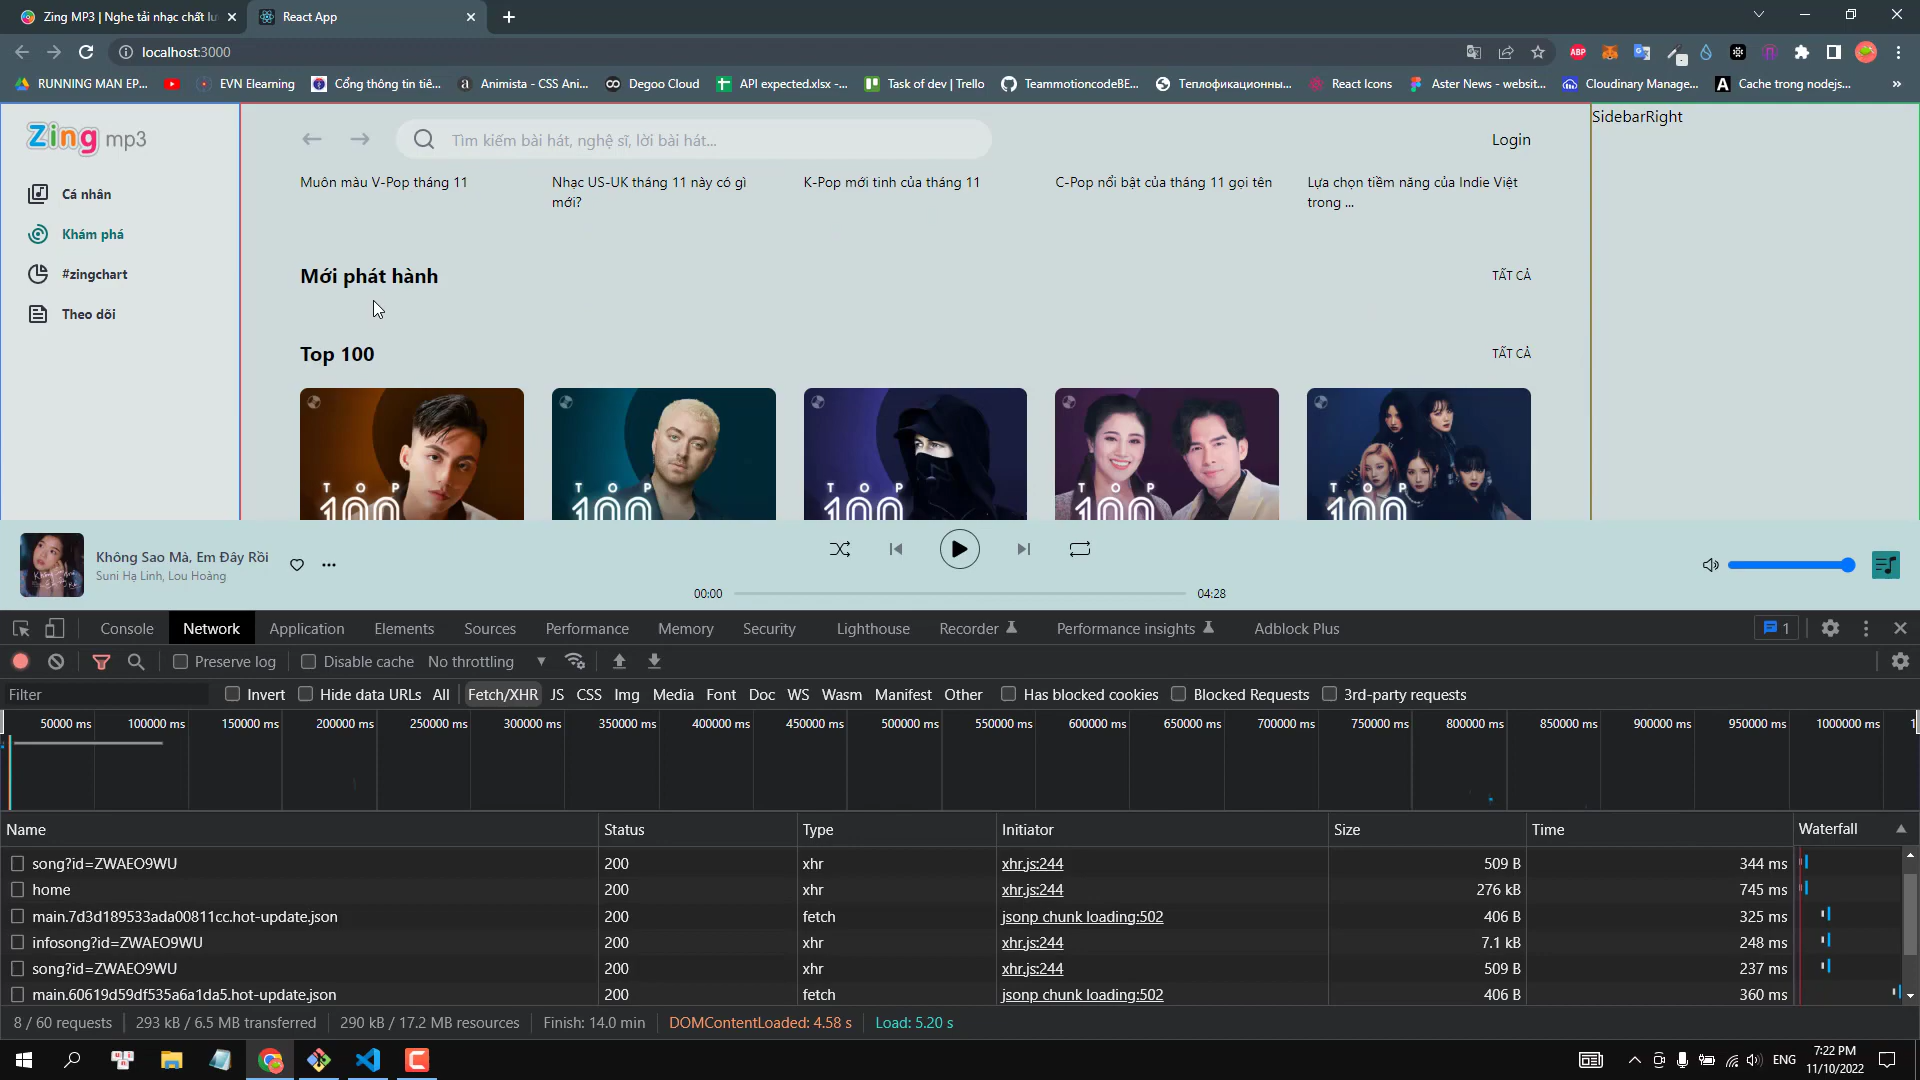 Zing MP3 | Nghe tải nhạc chất lư
React App
localhost:3000
ABP
RUNNING MAN EP...
EVN Elearning
Cổng thông tin tiê...
a Animista - CSS Ani...
Degoo Cloud
API expected.xlsx -...
Task of dev | Trello
TeammotioncodeBE...
Теплофикационны...
React Icons
Aster News - websit...
Cloudinary Manage...
A Cache trong nodejs...
»
Zing mp3
Tìm kiếm bài hát, nghệ sĩ, lời bài hát...
Login
SidebarRight
Cá nhân
Khám phá
#zingchart
Theo dõi
Muôn màu V-Pop tháng 11
Nhạc US-UK tháng 11 này có gì mới?
K-Pop mới tinh của tháng 11
C-Pop nổi bật của tháng 11 gọi tên
Lựa chọn tiềm năng của Indie Việt trong ...
Mới phát hành
TẤT CẢ
Top 100
TẤT CẢ
TOP 100
TOP 100
TOP 100
TOP 100
TOP 100
Không Sao Mà, Em Đây Rồi
Suni Hạ Linh, Lou Hoàng
00:00
04:28
Console Network Application Elements Sources Performance Memory Security Lighthouse Recorder Performance insights Adblock Plus
1
Preserve log Disable cache No throttling
Filter Invert Hide data URLs All Fetch/XHR JS CSS Img Media Font Doc WS Wasm Manifest Other Has blocked cookies Blocked Requests 3rd-party requests
50000 ms 100000 ms 150000 ms 200000 ms 250000 ms 300000 ms 350000 ms 400000 ms 450000 ms 500000 ms 550000 ms 600000 ms 650000 ms 700000 ms 750000 ms 800000 ms 850000 ms 900000 ms 950000 ms 1000000 ms 1
Name Status Type Initiator Size Time Waterfall
song?id=ZWAEO9WU 200 xhr xhr.js:244 509 B 344 ms
home 200 xhr xhr.js:244 276 kB 745 ms
main.7d3d189533ada00811cc.hot-update.json 200 fetch jsonp chunk loading:502 406 B 325 ms
infosong?id=ZWAEO9WU 200 xhr xhr.js:244 7.1 kB 248 ms
song?id=ZWAEO9WU 200 xhr xhr.js:244 509 B 237 ms
main.60619d59df535a6a1da5.hot-update.json 200 fetch jsonp chunk loading:502 406 B 360 ms
8 / 60 requests 293 kB / 6.5 MB transferred 290 kB / 17.2 MB resources Finish: 14.0 min DOMContentLoaded: 4.58 s Load: 5.20 s
ENG
7:22 PM
11/10/2022